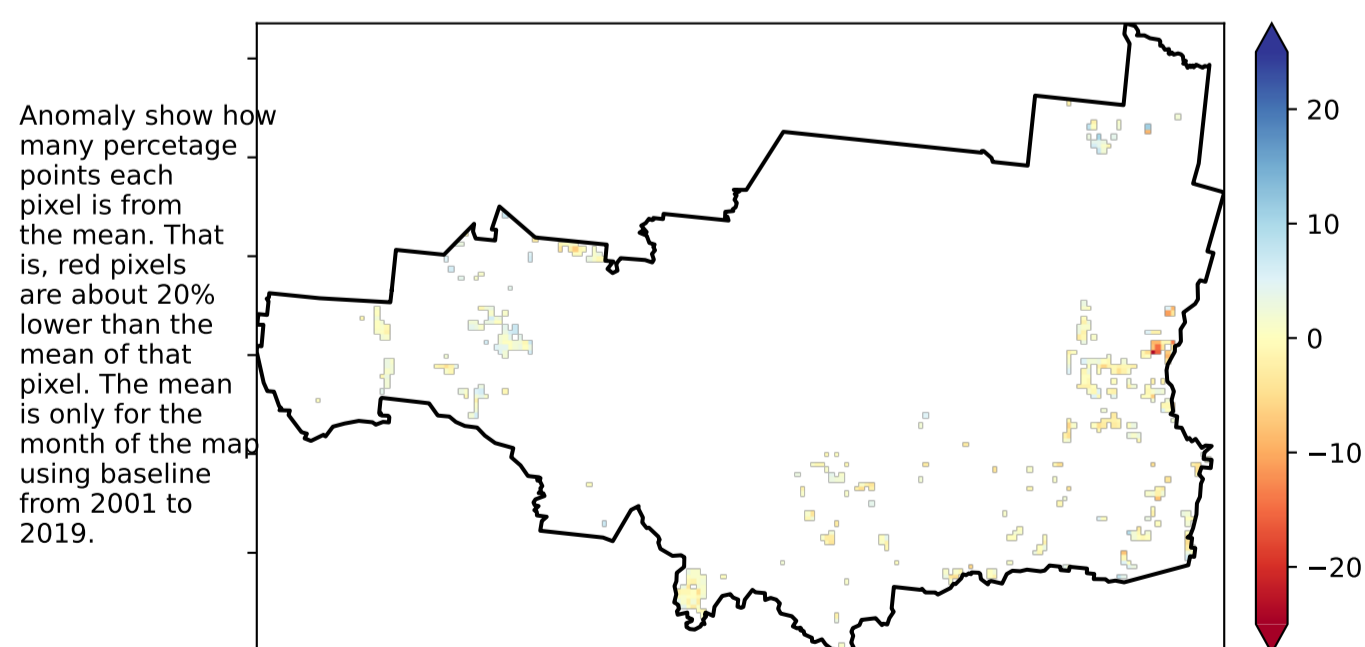 Anomaly show how
many percetage
points each
pixel is from
the mean. That
is, red pixels
are about 20%
lower than the
mean of that
pixel. The mean
is only for the
month of the map
using baseline
from 2001 to
2019.
20
10
0
−10
−20